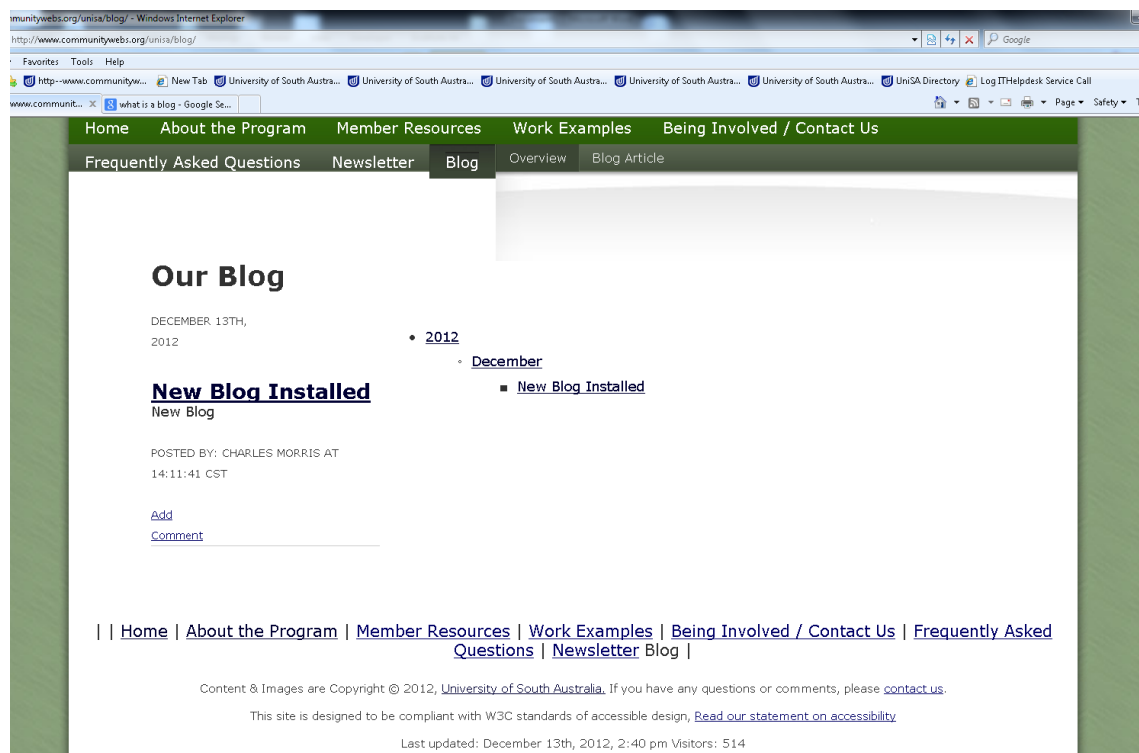 mmunitywebs.org/unisa/blog/ - Windows Internet Explorer
http://www.communitywebs.org/unisa/blog/
Google
Favorites Tools Help
http--www.communityw... New Tab University of South Austra... University of South Austra... University of South Austra... University of South Austra... University of South Austra... UniSA Directory Log ITHelpdesk Service Call
www.communit... what is a blog - Google Se... Page Safety
Home About the Program Member Resources Work Examples Being Involved / Contact Us
Frequently Asked Questions Newsletter Blog Overview Blog Article
Our Blog
DECEMBER 13TH,
2012
New Blog Installed
New Blog
POSTED BY: CHARLES MORRIS AT
14:11:41 CST
Add
Comment
• 2012
◦ December
▪ New Blog Installed
| | Home | About the Program | Member Resources | Work Examples | Being Involved / Contact Us | Frequently Asked
Questions | Newsletter Blog |
Content & Images are Copyright © 2012, University of South Australia. If you have any questions or comments, please contact us.
This site is designed to be compliant with W3C standards of accessible design, Read our statement on accessibility
Last updated: December 13th, 2012, 2:40 pm Visitors: 514